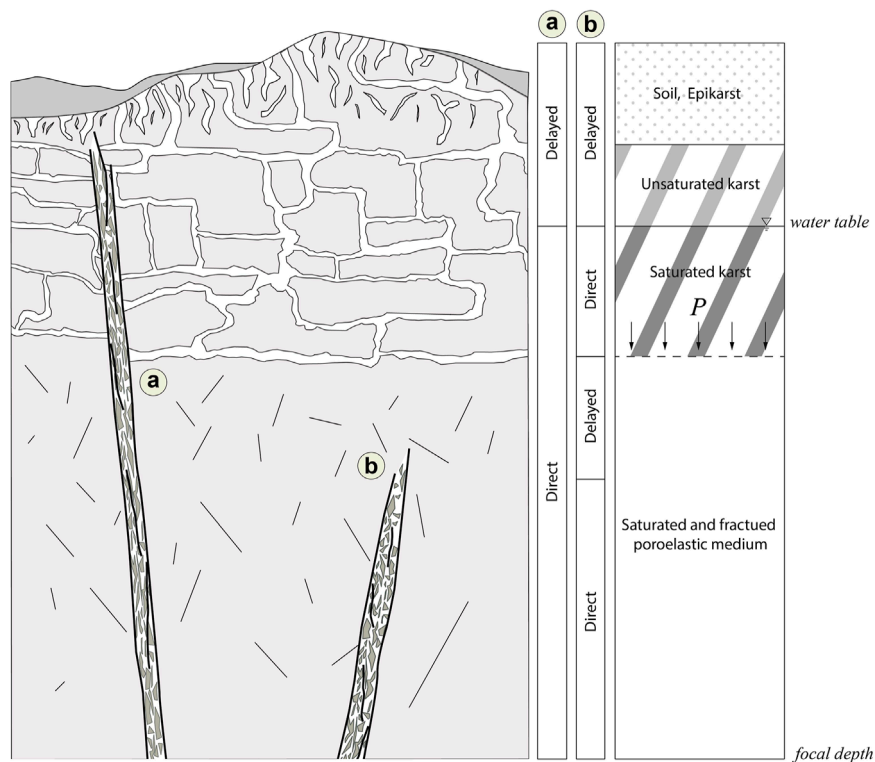 a
b
Delayed
Direct
Delayed
Direct
Delayed
Direct
Soil, Epikarst
Unsaturated karst
water table
Saturated karst
P
Saturated and fractued
poroelastic medium
focal depth
a
b